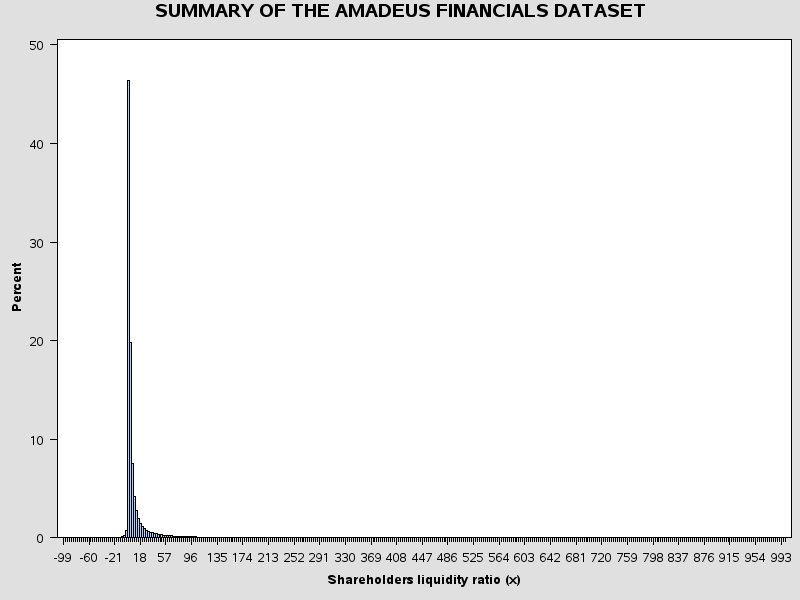 SUMMARY OF THE AMADEUS FINANCIALS DATASET
50
40
30
20
10
0
Percent
-99 -60 -21 18 57 96 135 174 213 252 291 330 369 408 447 486 525 564 603 642 681 720 759 798 837 876 915 954 993
Shareholders liquidity ratio (x)